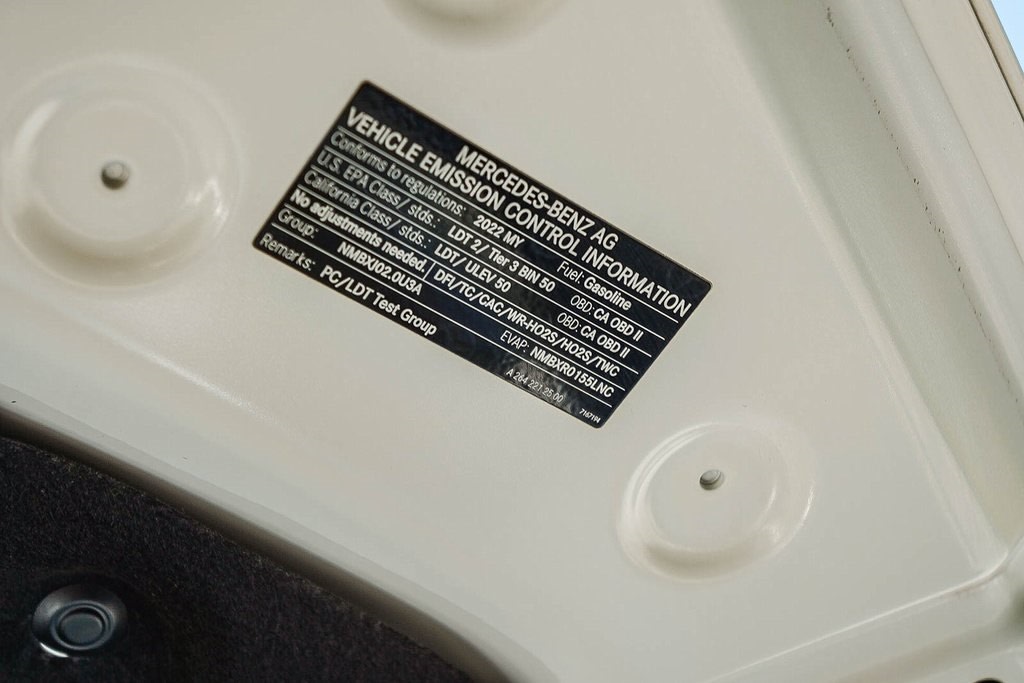 MERCEDES-BENZ AG
VEHICLE EMISSION CONTROL INFORMATION
Conforms to regulations: 2022 MY Fuel: Gasoline
U.S. EPA Class / stds.: LDT 2 / Tier 3 BIN 50 OBD: CA OBD II
California Class / stds.: LDT / ULEV 50 OBD: CA OBD II
No adjustments needed. DFI/TC/CAC/WR-HO2S/HO2S/TWC
Group: NMBXJ02.0U3A EVAP: NMBXR0155LNC
Remarks: PC/LDT Test Group
A 264 221 25 00 7167194